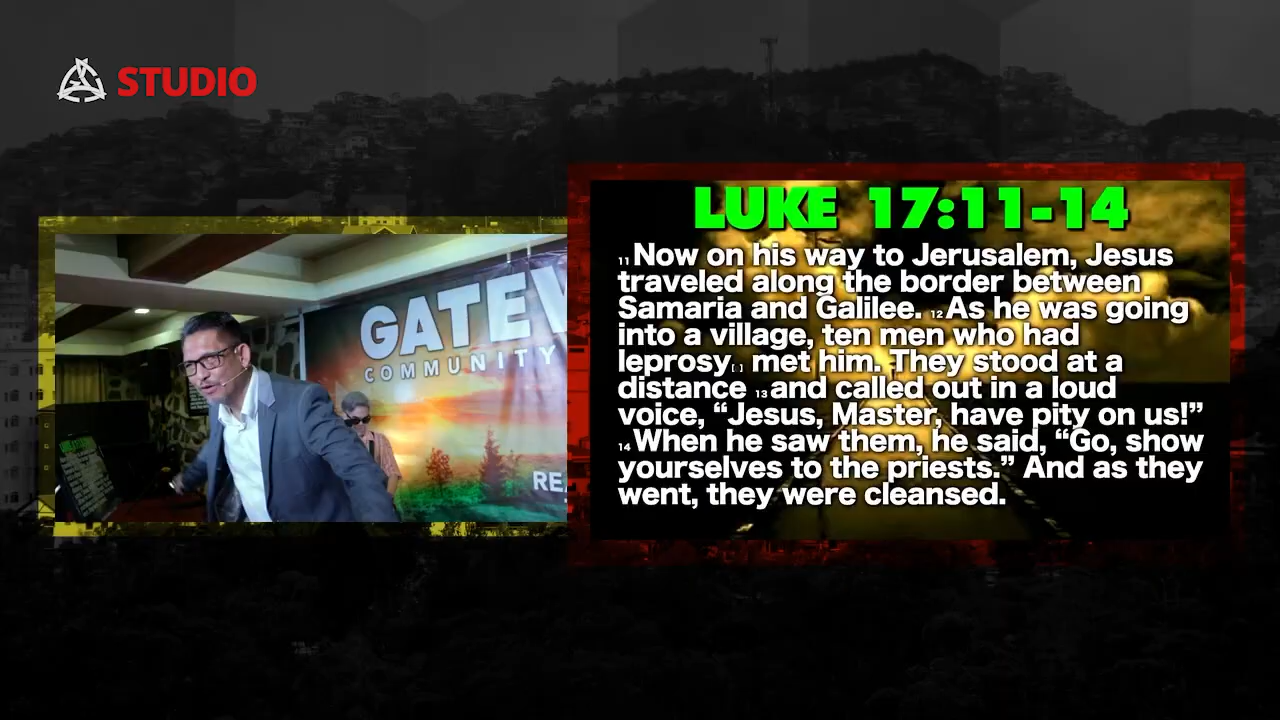 STUDIO
GATEW
COMMUNITY
RE
LUKE 17:11-14
11 Now on his way to Jerusalem, Jesus
traveled along the border between
Samaria and Galilee. 12 As he was going
into a village, ten men who had
leprosy[ ] met him. They stood at a
distance 13 and called out in a loud
voice, “Jesus, Master, have pity on us!”
14 When he saw them, he said, “Go, show
yourselves to the priests.” And as they
went, they were cleansed.